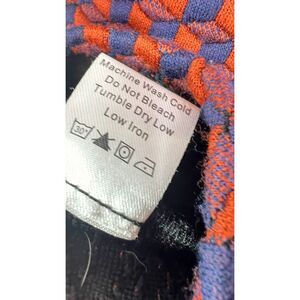 Machine Wash Cold
Do Not Bleach
Tumble Dry Low
Low Iron
30°